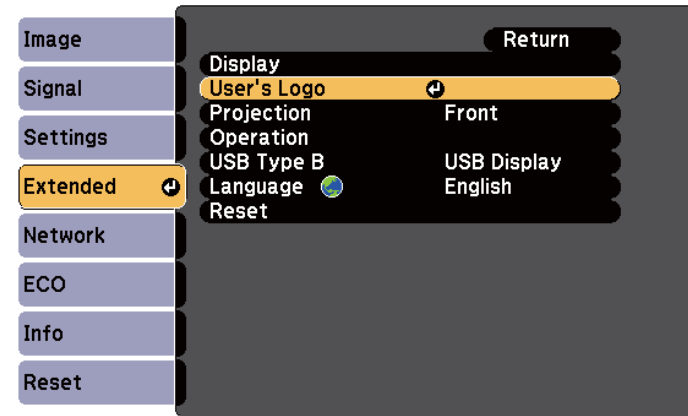 Image
Signal
Settings
Extended
Network
ECO
Info
Reset
Return
Display
User's Logo
Projection Front
Operation
USB Type B USB Display
Language English
Reset